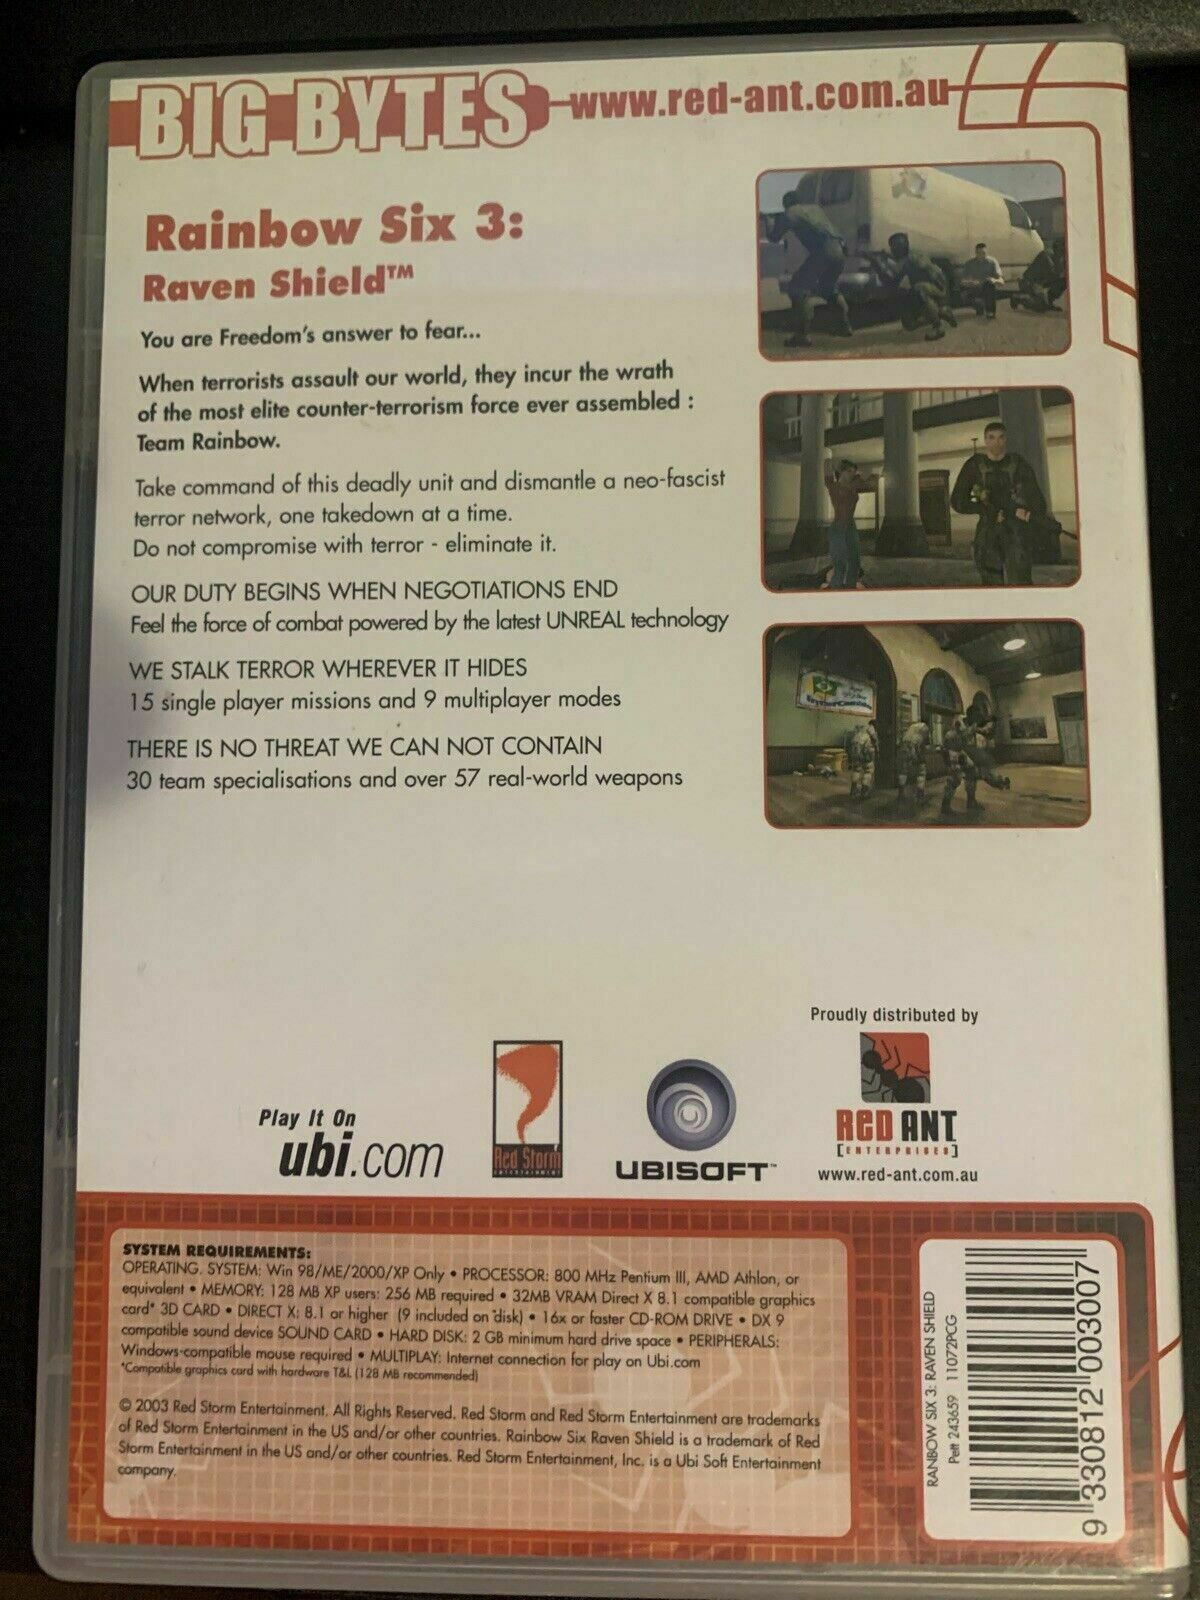 BIG BYTES www.red-ant.com.au
Rainbow Six 3:
Raven Shield™
You are Freedom's answer to fear...
When terrorists assault our world, they incur the wrath
of the most elite counter-terrorism force ever assembled :
Team Rainbow.
Take command of this deadly unit and dismantle a neo-fascist
terror network, one takedown at a time.
Do not compromise with terror - eliminate it.
OUR DUTY BEGINS WHEN NEGOTIATIONS END
Feel the force of combat powered by the latest UNREAL technology
WE STALK TERROR WHEREVER IT HIDES
15 single player missions and 9 multiplayer modes
THERE IS NO THREAT WE CAN NOT CONTAIN
30 team specialisations and over 57 real-world weapons
Proudly distributed by
Play It On
ubi.com
Red Storm
ENTERTAINMENT
UBISOFT™
RED ANT
[ENTERPRISES]
www.red-ant.com.au
SYSTEM REQUIREMENTS:
OPERATING. SYSTEM: Win 98/ME/2000/XP Only • PROCESSOR: 800 MHz Pentium III, AMD Athlon, or
equivalent • MEMORY: 128 MB XP users: 256 MB required • 32MB VRAM Direct X 8.1 compatible graphics
card* 3D CARD • DIRECT X: 8.1 or higher (9 included on disk) • 16x or faster CD-ROM DRIVE • DX 9
compatible sound device SOUND CARD • HARD DISK: 2 GB minimum hard drive space • PERIPHERALS:
Windows-compatible mouse required • MULTIPLAY: Internet connection for play on Ubi.com
*Compatible graphics card with hardware T&L (128 MB recommended)
© 2003 Red Storm Entertainment. All Rights Reserved. Red Storm and Red Storm Entertainment are trademarks
of Red Storm Entertainment in the US and/or other countries. Rainbow Six Raven Shield is a trademark of Red
Storm Entertainment in the US and/or other countries. Red Storm Entertainment, Inc. is a Ubi Soft Entertainment
company.
RANBOW SIX 3: RAVEN SHIELD
Pett 243659 11072PCG
9 330812 003007